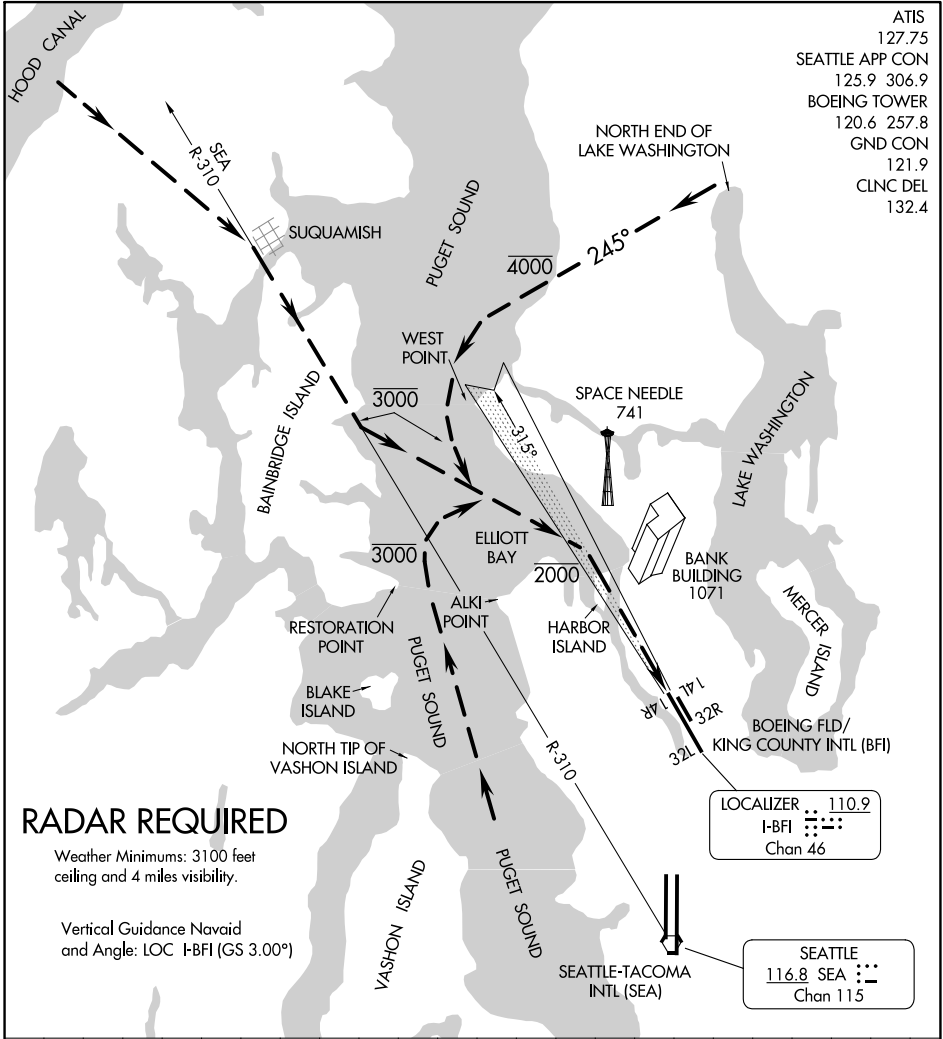 ATIS
127.75
SEATTLE APP CON
125.9 306.9
BOEING TOWER
120.6 257.8
GND CON
121.9
CLNC DEL
132.4
HOOD CANAL
SEA
R-310
SUQUAMISH
PUGET SOUND
NORTH END OF
LAKE WASHINGTON
245°
4000
WEST
POINT
3000
315°
SPACE NEEDLE
741
BAINBRIDGE ISLAND
LAKE WASHINGTON
3000
ELLIOTT
BAY
2000
BANK
BUILDING
1071
RESTORATION
POINT
ALKI
POINT
HARBOR
ISLAND
MERCER
ISLAND
PUGET SOUND
BLAKE
ISLAND
NORTH TIP OF
VASHON ISLAND
R-310
14R
14L
32R
32L
BOEING FLD/
KING COUNTY INTL (BFI)
LOCALIZER 110.9
I-BFI
Chan 46
RADAR REQUIRED
Weather Minimums: 3100 feet
ceiling and 4 miles visibility.
Vertical Guidance Navaid
and Angle: LOC I-BFI (GS 3.00°)
VASHON ISLAND
PUGET SOUND
SEATTLE-TACOMA
INTL (SEA)
SEATTLE
116.8 SEA
Chan 115